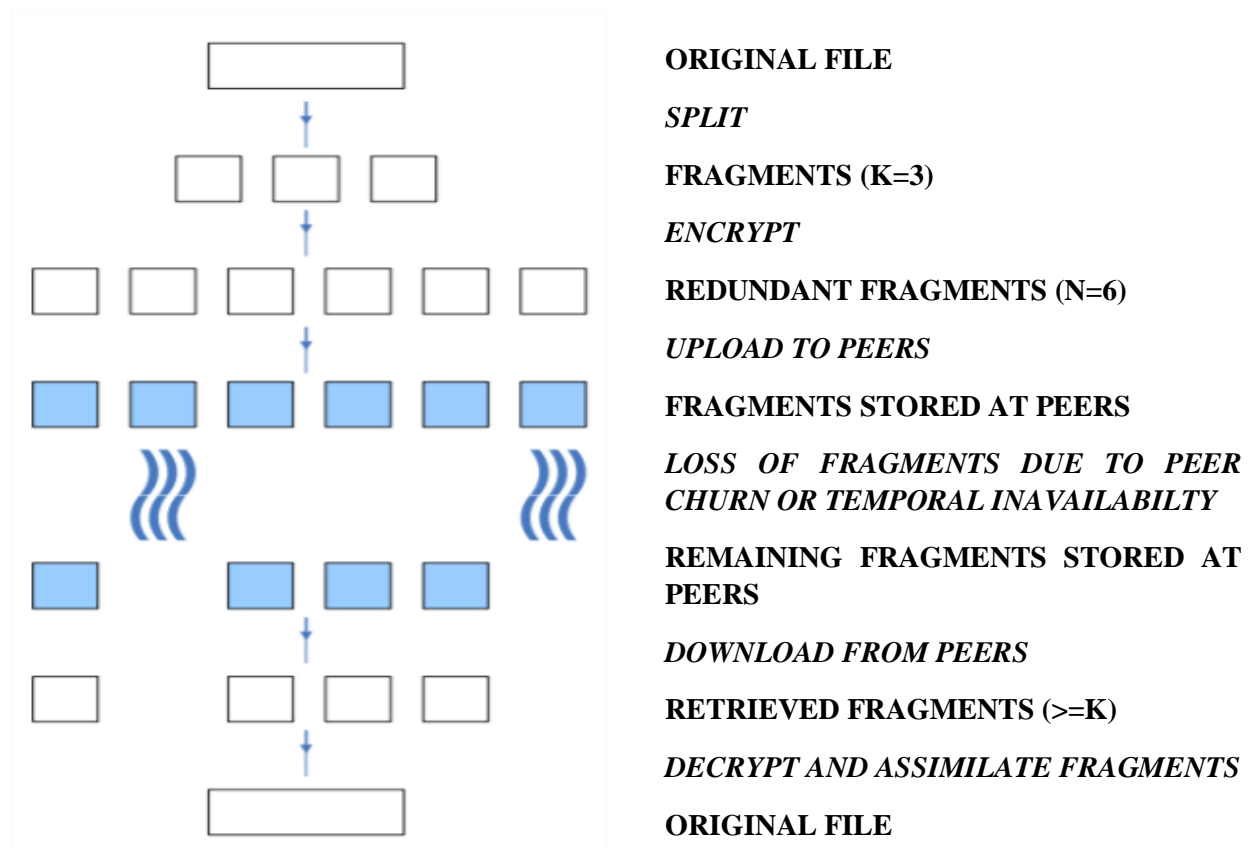 ORIGINAL FILE
SPLIT
FRAGMENTS (K=3)
ENCRYPT
REDUNDANT FRAGMENTS (N=6)
UPLOAD TO PEERS
FRAGMENTS STORED AT PEERS
LOSS OF FRAGMENTS DUE TO PEER
CHURN OR TEMPORAL INAVAILABILTY
REMAINING FRAGMENTS STORED AT
PEERS
DOWNLOAD FROM PEERS
RETRIEVED FRAGMENTS (>=K)
DECRYPT AND ASSIMILATE FRAGMENTS
ORIGINAL FILE